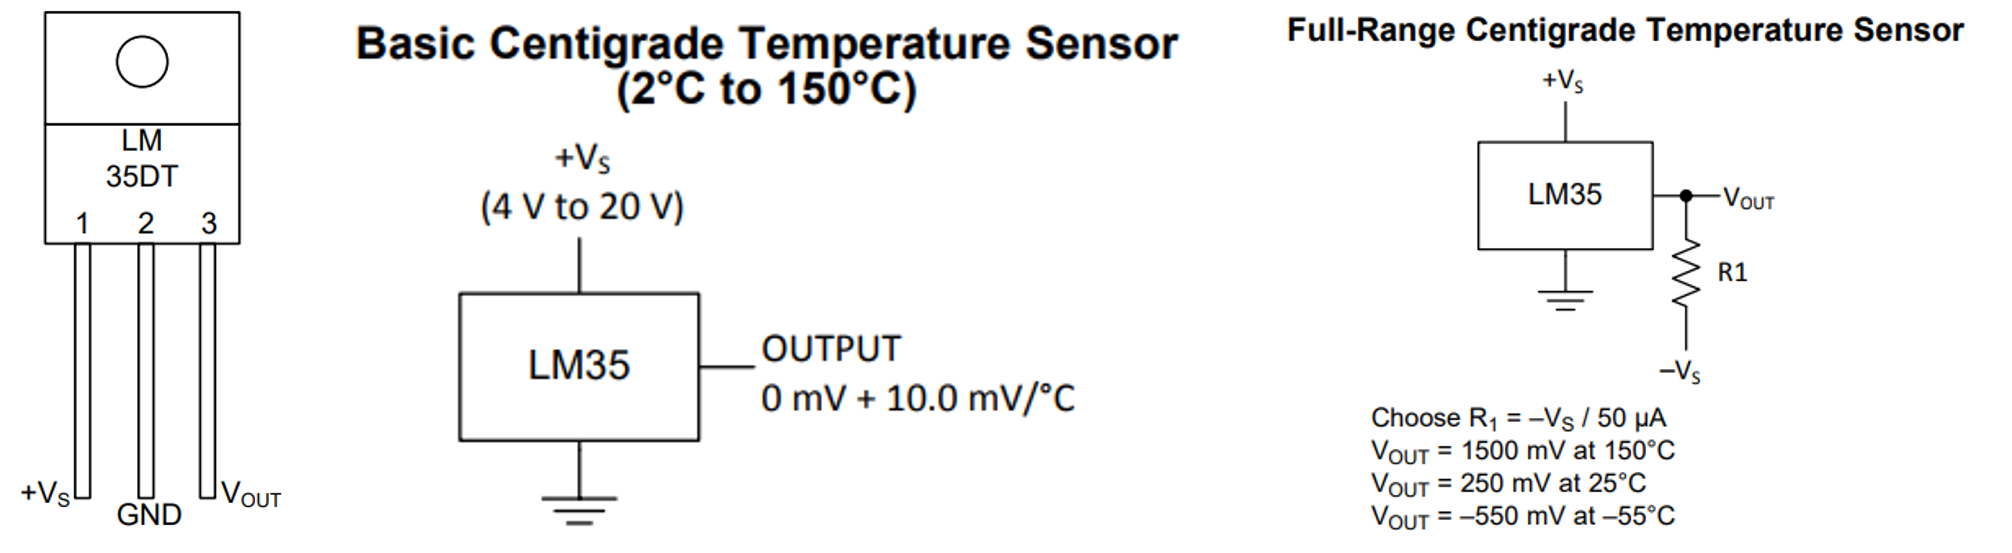 LM
35DT
1 2 3
+VS
GND
VOUT
Basic Centigrade Temperature Sensor
(2°C to 150°C)
+VS
(4 V to 20 V)
LM35
OUTPUT
0 mV + 10.0 mV/°C
Full-Range Centigrade Temperature Sensor
+VS
LM35
VOUT
R1
–VS
Choose R1 = –VS / 50 µA
VOUT = 1500 mV at 150°C
VOUT = 250 mV at 25°C
VOUT = –550 mV at –55°C